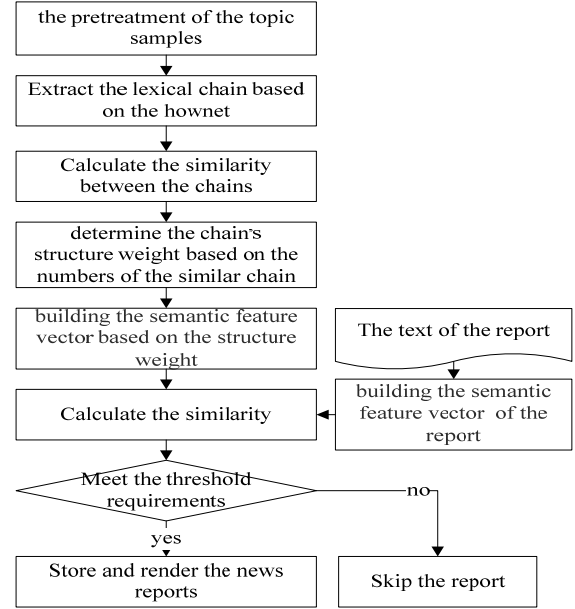 the pretreatment of the topic
samples
Extract the lexical chain based
on the hownet
Calculate the similarity
between the chains
determine the chain's
structure weight based on the
numbers of the similar chain
building the semantic feature
vector based on the structure
weight
The text of the report
building the semantic
feature vector of the
report
Calculate the similarity
Meet the threshold
requirements
no
yes
Store and render the news
reports
Skip the report